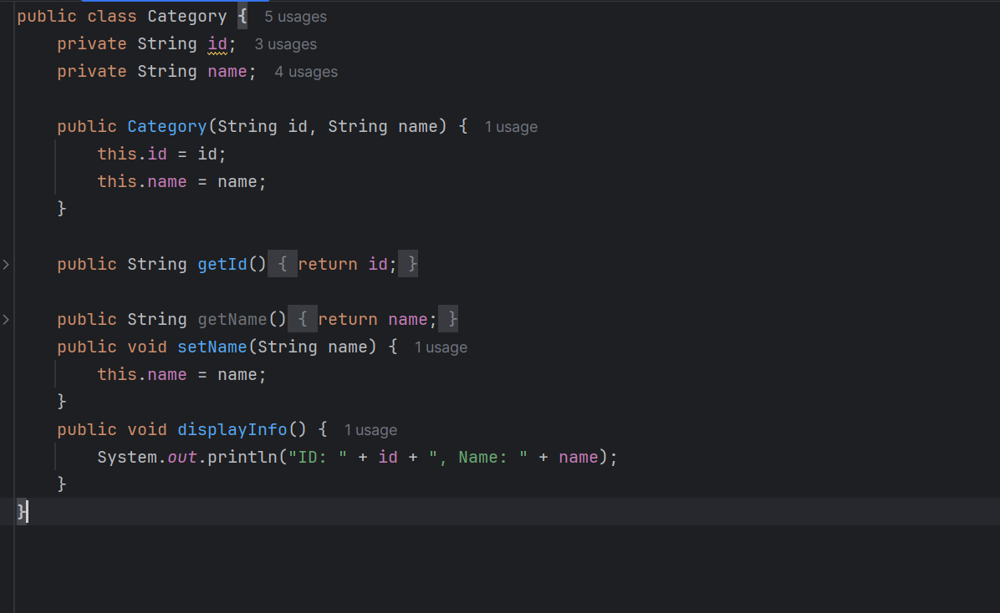 public class Category { 5 usages
    private String id; 3 usages
    private String name; 4 usages

    public Category(String id, String name) { 1 usage
        this.id = id;
        this.name = name;
    }

    public String getId() { return id; }

    public String getName() { return name; }
    public void setName(String name) { 1 usage
        this.name = name;
    }
    public void displayInfo() { 1 usage
        System.out.println("ID: " + id + ", Name: " + name);
    }
}